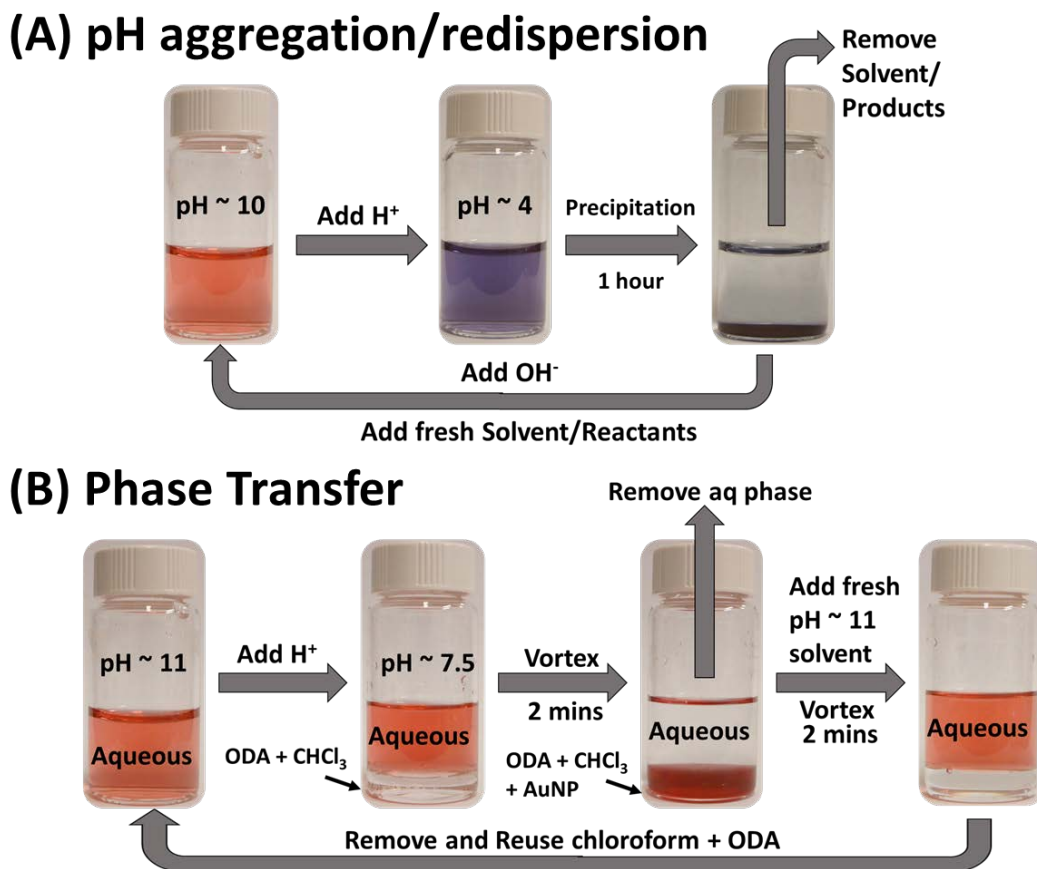 (A) pH aggregation/redispersion
Remove
Solvent/
Products
pH ~ 10
Add H⁺
pH ~ 4
Precipitation
1 hour
Add OH⁻
Add fresh Solvent/Reactants
(B) Phase Transfer
Remove aq phase
pH ~ 11
Aqueous
Add H⁺
ODA + CHCl₃
pH ~ 7.5
Aqueous
Vortex
2 mins
ODA + CHCl₃
+ AuNP
Aqueous
Add fresh
pH ~ 11
solvent
Vortex
2 mins
Aqueous
Remove and Reuse chloroform + ODA